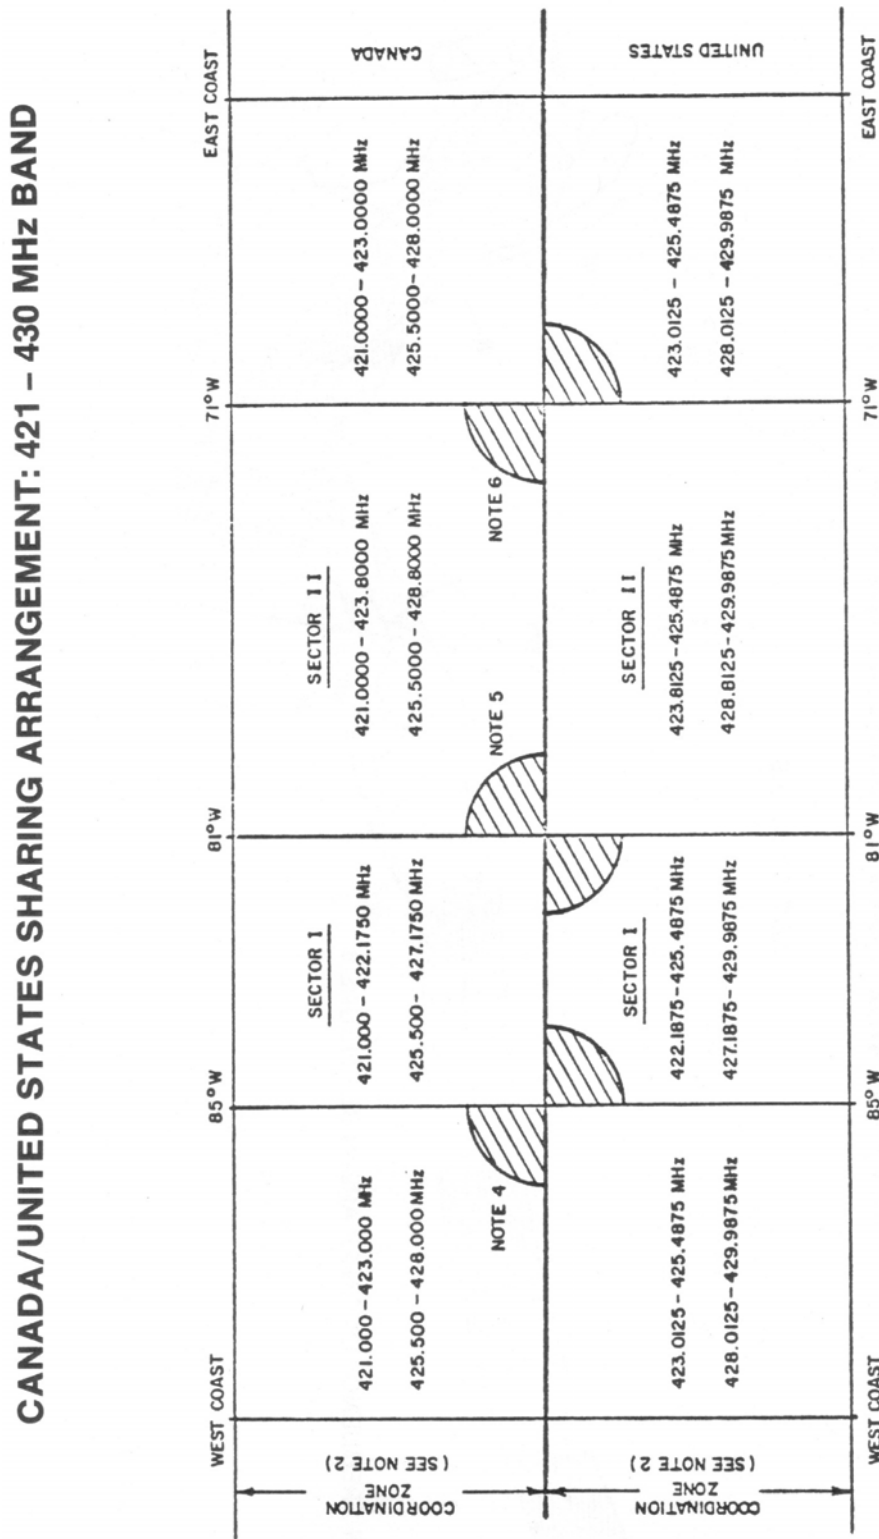 CANADA/UNITED STATES SHARING ARRANGEMENT: 421 – 430 MHz BAND
WEST COAST
85°W
81°W
71°W
EAST COAST
COORDINATION
ZONE
(SEE NOTE 2)
421.000 – 423.000 MHz
425.500 – 428.000 MHz
NOTE 4
SECTOR I
421.000 – 422.1750 MHz
425.500 – 427.1750 MHz
SECTOR II
421.0000 – 423.8000 MHz
425.5000 – 428.8000 MHz
NOTE 5
NOTE 6
421.0000 – 423.0000 MHz
425.5000 – 428.0000 MHz
CANADA
COORDINATION
ZONE
(SEE NOTE 2)
423.0125 – 425.4875 MHz
428.0125 – 429.9875 MHz
SECTOR I
422.1875 – 425.4875 MHz
427.1875 – 429.9875 MHz
SECTOR II
423.8125 – 425.4875 MHz
428.8125 – 429.9875 MHz
423.0125 – 425.4875 MHz
428.0125 – 429.9875 MHz
UNITED STATES
WEST COAST
85°W
81°W
71°W
EAST COAST